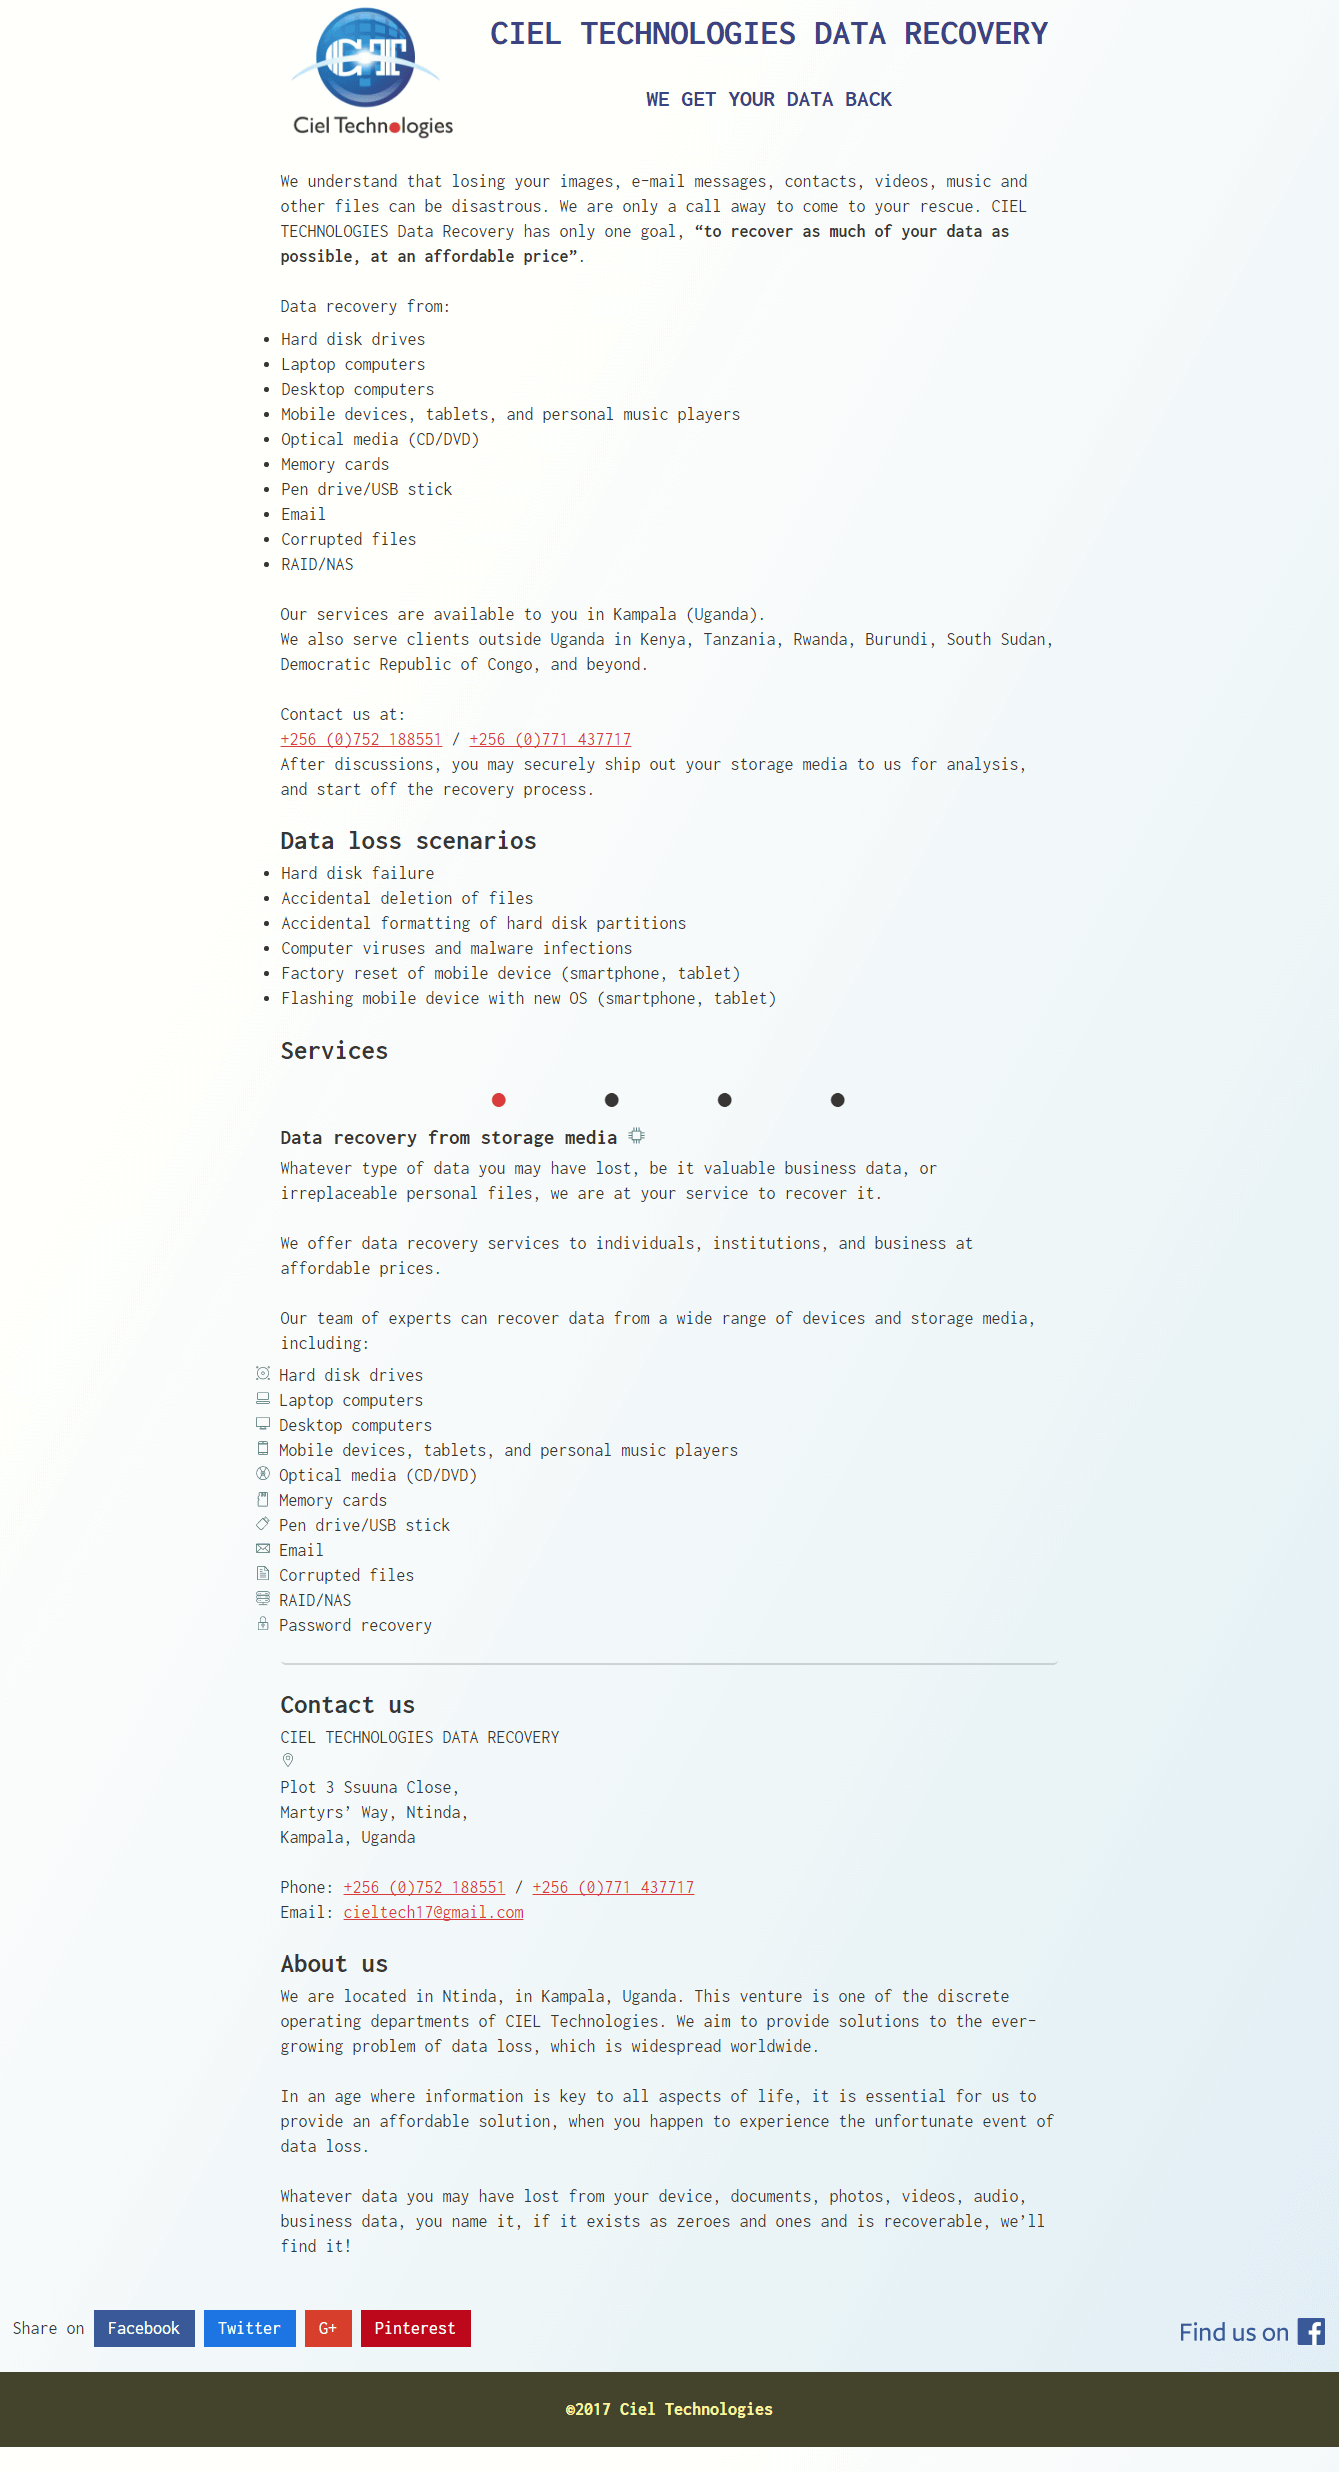 CIEL TECHNOLOGIES DATA RECOVERY
WE GET YOUR DATA BACK
CT
Ciel Technologies
We understand that losing your images, e-mail messages, contacts, videos, music and
other files can be disastrous. We are only a call away to come to your rescue. CIEL
TECHNOLOGIES Data Recovery has only one goal, “to recover as much of your data as
possible, at an affordable price”.
Data recovery from:
• Hard disk drives
• Laptop computers
• Desktop computers
• Mobile devices, tablets, and personal music players
• Optical media (CD/DVD)
• Memory cards
• Pen drive/USB stick
• Email
• Corrupted files
• RAID/NAS
Our services are available to you in Kampala (Uganda).
We also serve clients outside Uganda in Kenya, Tanzania, Rwanda, Burundi, South Sudan,
Democratic Republic of Congo, and beyond.
Contact us at:
+256 (0)752 188551 / +256 (0)771 437717
After discussions, you may securely ship out your storage media to us for analysis,
and start off the recovery process.
Data loss scenarios
• Hard disk failure
• Accidental deletion of files
• Accidental formatting of hard disk partitions
• Computer viruses and malware infections
• Factory reset of mobile device (smartphone, tablet)
• Flashing mobile device with new OS (smartphone, tablet)
Services
Data recovery from storage media
Whatever type of data you may have lost, be it valuable business data, or
irreplaceable personal files, we are at your service to recover it.
We offer data recovery services to individuals, institutions, and business at
affordable prices.
Our team of experts can recover data from a wide range of devices and storage media,
including:
Hard disk drives
Laptop computers
Desktop computers
Mobile devices, tablets, and personal music players
Optical media (CD/DVD)
Memory cards
Pen drive/USB stick
Email
Corrupted files
RAID/NAS
Password recovery
Contact us
CIEL TECHNOLOGIES DATA RECOVERY
Plot 3 Ssuuna Close,
Martyrs’ Way, Ntinda,
Kampala, Uganda
Phone: +256 (0)752 188551 / +256 (0)771 437717
Email: cieltech17@gmail.com
About us
We are located in Ntinda, in Kampala, Uganda. This venture is one of the discrete
operating departments of CIEL Technologies. We aim to provide solutions to the ever-
growing problem of data loss, which is widespread worldwide.
In an age where information is key to all aspects of life, it is essential for us to
provide an affordable solution, when you happen to experience the unfortunate event of
data loss.
Whatever data you may have lost from your device, documents, photos, videos, audio,
business data, you name it, if it exists as zeroes and ones and is recoverable, we’ll
find it!
Share on Facebook Twitter G+ Pinterest
Find us on f
©2017 Ciel Technologies